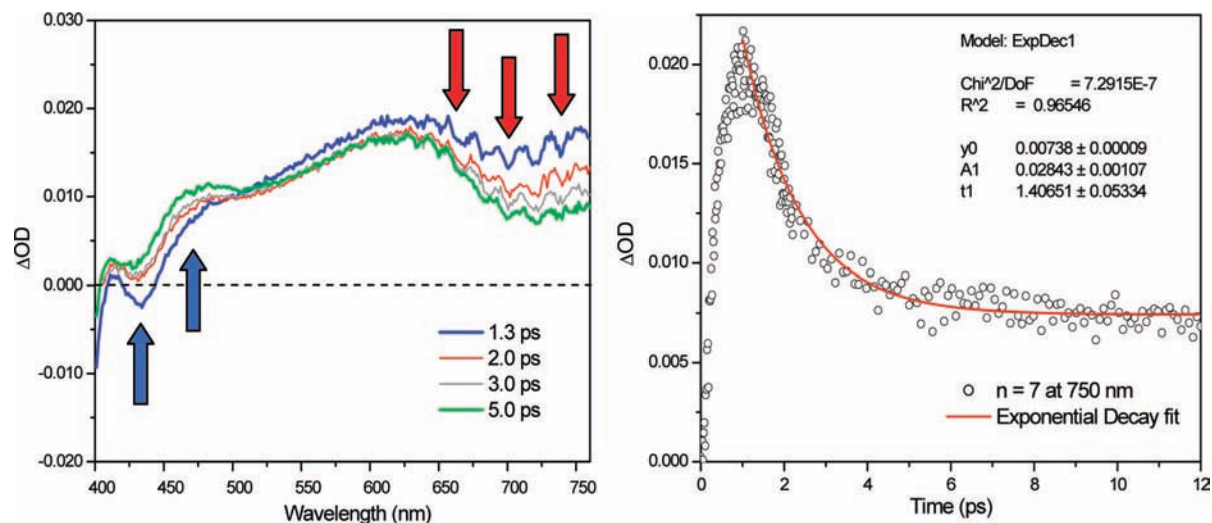 0.030
0.020
0.010
0.000
-0.010
-0.020
ΔOD
400 450 500 550 600 650 700 750
Wavelength (nm)
1.3 ps
2.0 ps
3.0 ps
5.0 ps
0.020
0.015
0.010
0.005
0.000
ΔOD
0 2 4 6 8 10 12
Time (ps)
Model: ExpDec1
Chi^2/DoF = 7.2915E-7
R^2 = 0.96546
y0 0.00738 ± 0.00009
A1 0.02843 ± 0.00107
t1 1.40651 ± 0.05334
n = 7 at 750 nm
Exponential Decay fit